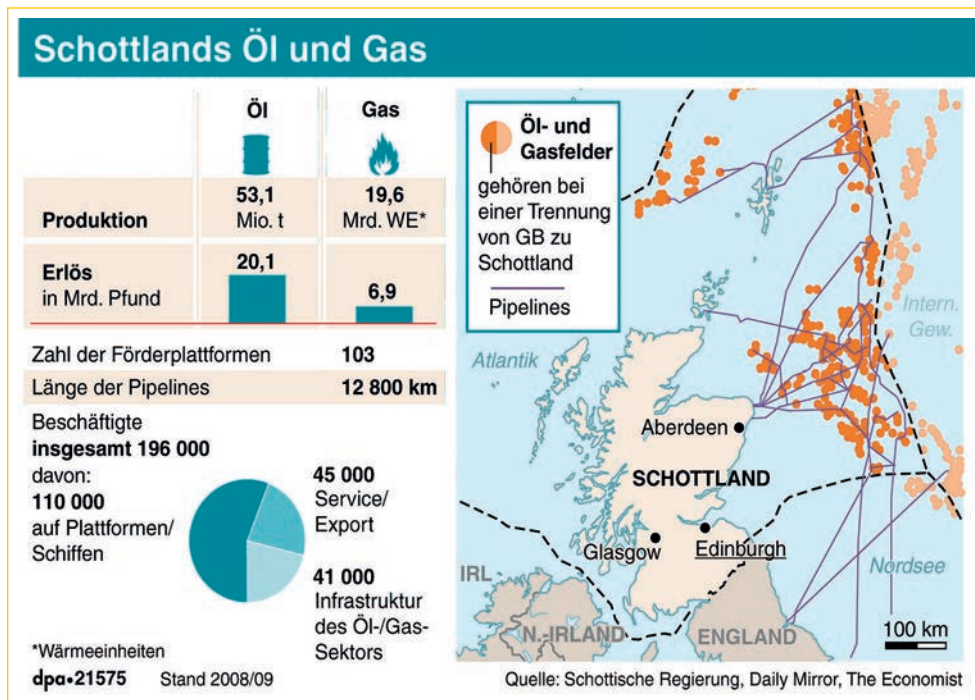 Schottlands Öl und Gas
Öl Gas
Produktion 53,1 Mio. t 19,6 Mrd. WE*
Erlös in Mrd. Pfund 20,1 6,9
Zahl der Förderplattformen 103
Länge der Pipelines 12 800 km
Beschäftigte
insgesamt 196 000
davon:
110 000
auf Plattformen/
Schiffen
45 000
Service/
Export
41 000
Infrastruktur
des Öl-/Gas-
Sektors
*Wärmeeinheiten
dpa•21575 Stand 2008/09
Öl- und
Gasfelder
gehören bei
einer Trennung
von GB zu
Schottland
Pipelines
Intern.
Gew.
Atlantik
Aberdeen
SCHOTTLAND
Glasgow
Edinburgh
Nordsee
IRL
N.-IRLAND
ENGLAND
100 km
Quelle: Schottische Regierung, Daily Mirror, The Economist